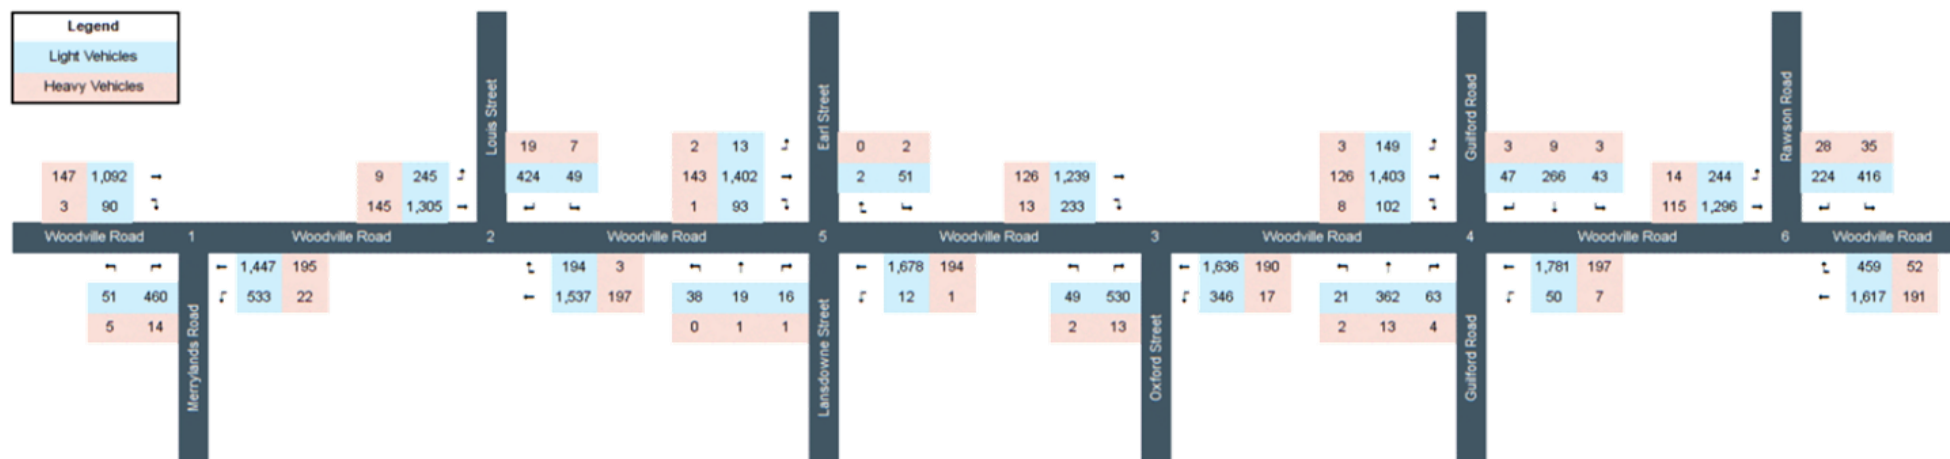 Legend
Light Vehicles
Heavy Vehicles
Louis Street
Earl Street
Guilford Road
Rawson Road
19 7
2 13
0 2
3 149
3 9 3
28 35
147 1,092
9 245
424 49
143 1,402
2 51
126 1,239
126 1,403
47 266 43
14 244
224 416
3 90
145 1,305
1 93
13 233
8 102
115 1,296
Woodville Road 1 Woodville Road 2 Woodville Road 5 Woodville Road 3 Woodville Road 4 Woodville Road 6 Woodville Road
1,447 195
194 3
1,678 194
1,636 190
1,781 197
459 52
51 460
533 22
1,537 197
38 19 16
12 1
49 530
346 17
21 362 63
50 7
1,617 191
5 14
0 1 1
2 13
2 13 4
Merrylands Road
Lansdowne Street
Oxford Street
Guilford Road